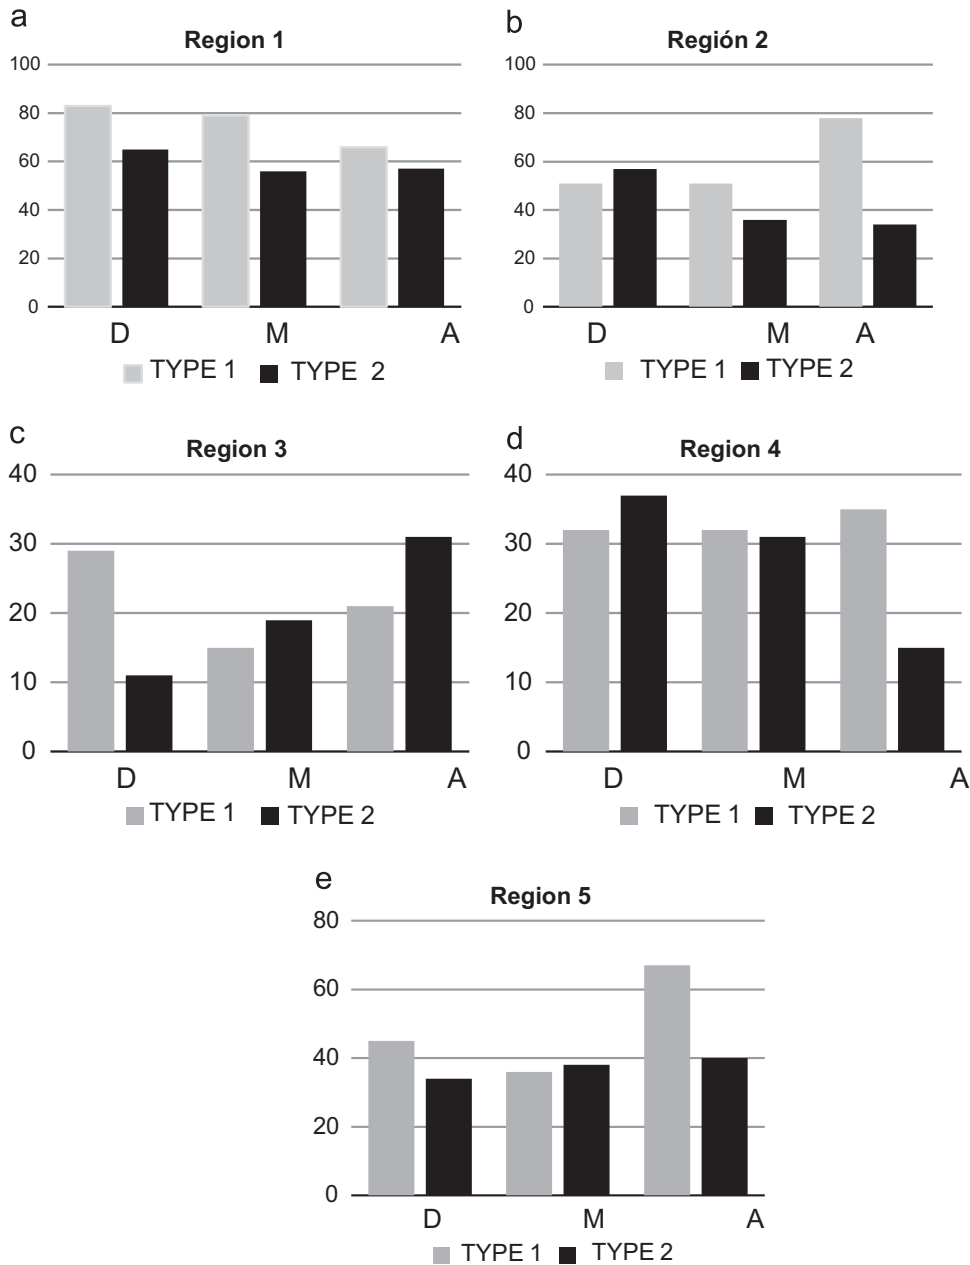 a
Region 1
100
80
60
40
20
0
D M A
TYPE 1 TYPE 2
b
Región 2
100
80
60
40
20
0
D M A
TYPE 1 TYPE 2
c
Region 3
40
30
20
10
0
D M A
TYPE 1 TYPE 2
d
Region 4
40
30
20
10
0
D M A
TYPE 1 TYPE 2
e
Region 5
80
60
40
20
0
D M A
TYPE 1 TYPE 2